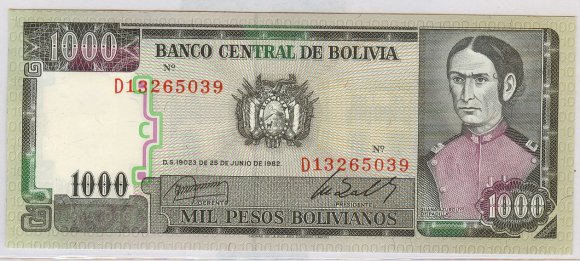 1000
BANCO CENTRAL DE BOLIVIA
Nº
D13265039
Nº
D.S. 19023 DE 25 DE JUNIO DE 1982.
D13265039
1000
GERENTE
PRESIDENTE
MIL PESOS BOLIVIANOS
1000